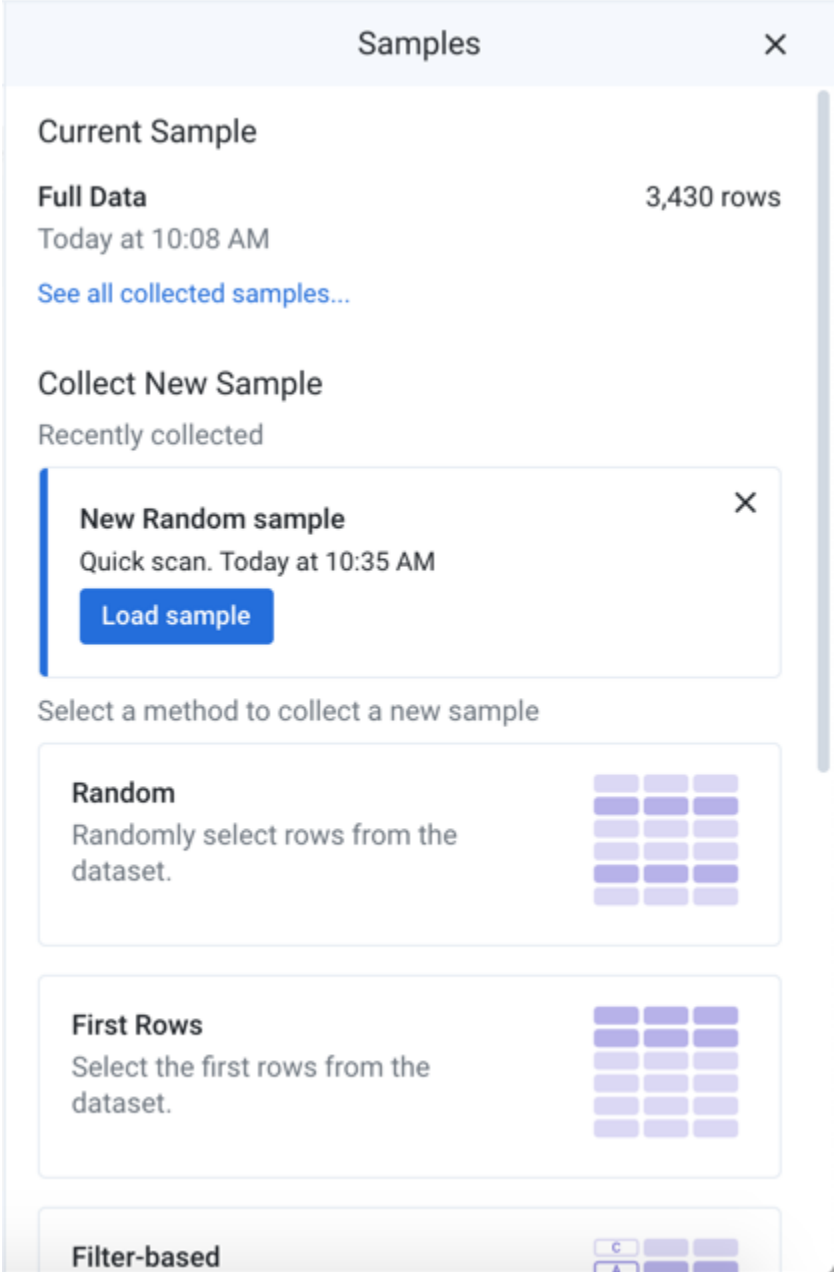 Samples
Current Sample
Full Data 3,430 rows
Today at 10:08 AM
See all collected samples...
Collect New Sample
Recently collected
New Random sample
Quick scan. Today at 10:35 AM
Load sample
Select a method to collect a new sample
Random
Randomly select rows from the
dataset.
First Rows
Select the first rows from the
dataset.
Filter-based
C
A